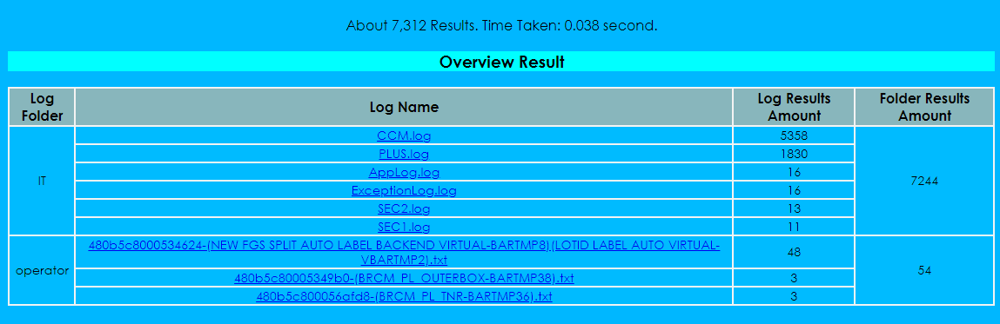 About 7,312 Results. Time Taken: 0.038 second.
Overview Result
Log Folder Log Name Log Results Amount Folder Results Amount
IT CCM.log 5358 7244
PLUS.log 1830
AppLog.log 16
ExceptionLog.log 16
SEC2.log 13
SEC1.log 11
operator 480b5c8000534624-(NEW FGS SPLIT AUTO LABEL BACKEND VIRTUAL-BARTMP8)(LOTID LABEL AUTO VIRTUAL-
VBARTMP2).txt 48 54
480b5c80005349b0-(BRCM_PL_OUTERBOX-BARTMP38).txt 3
480b5c800056afd8-(BRCM_PL_TNR-BARTMP36).txt 3